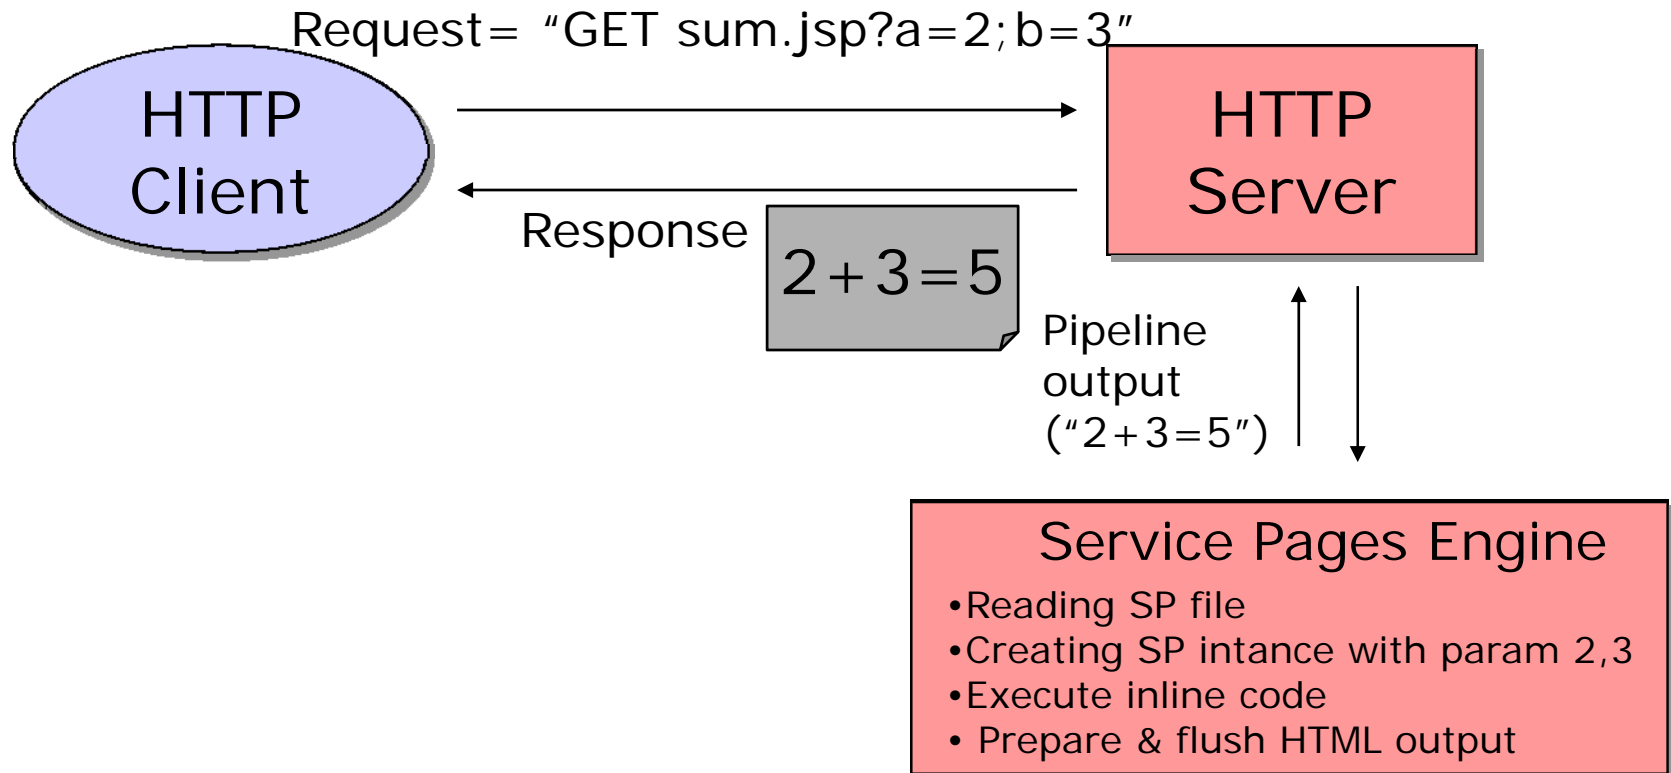 Request= “GET sum.jsp?a=2;b=3”
HTTP
Client
HTTP
Server
Response
2+3=5
Pipeline
output
(“2+3=5”)
Service Pages Engine
•Reading SP file
•Creating SP intance with param 2,3
•Execute inline code
• Prepare & flush HTML output